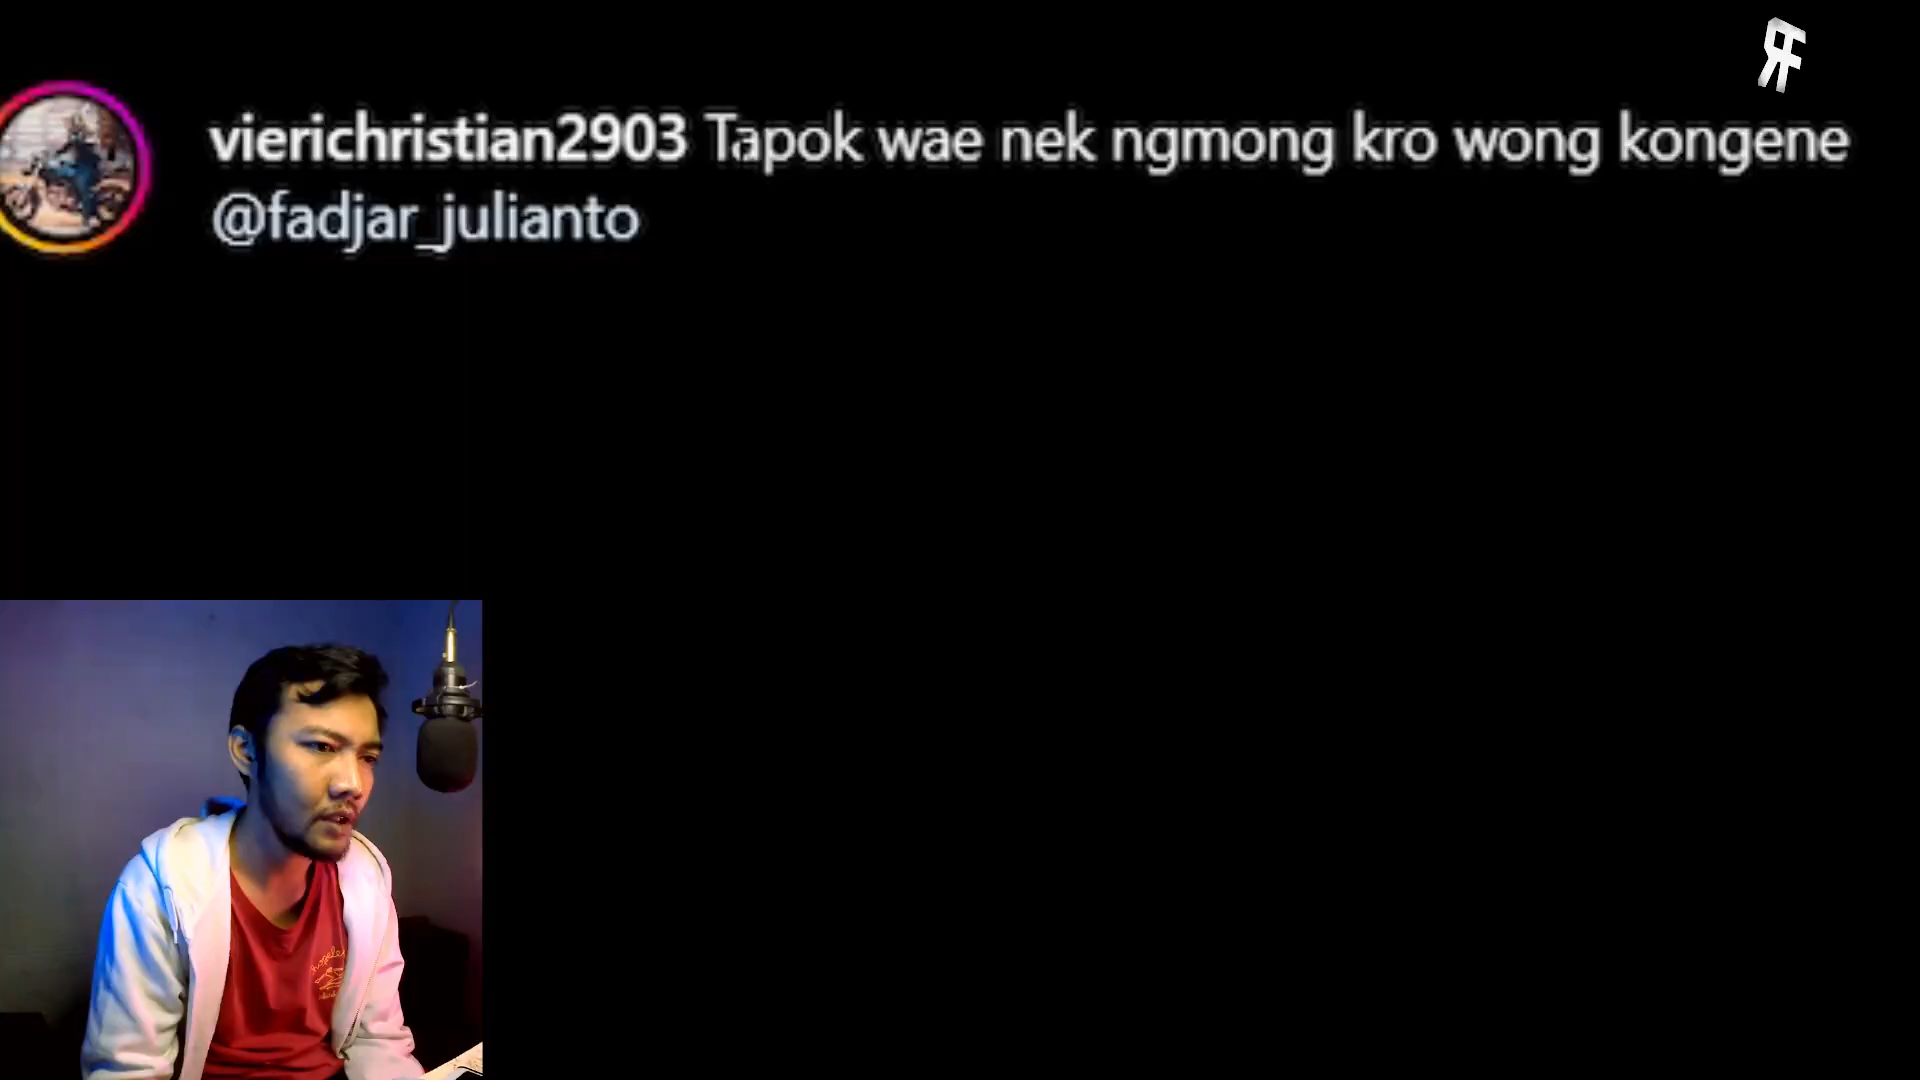 vierichristian2903 Tapok wae nek ngmong kro wong kongene
@fadjar_julianto